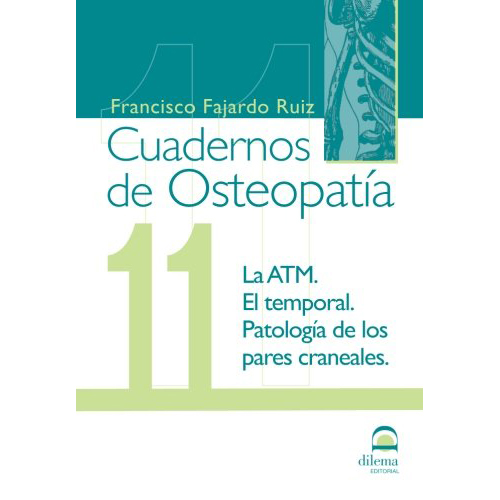 Francisco Fajardo Ruiz
Cuadernos
de Osteopatía
11
La ATM.
El temporal.
Patología de los
pares craneales.
dilema
EDITORIAL